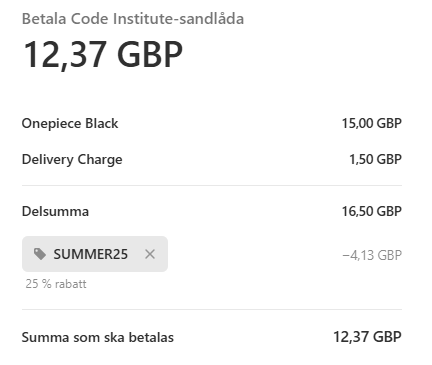 Betala Code Institute-sandlåda
12,37 GBP
Onepiece Black 15,00 GBP
Delivery Charge 1,50 GBP
Delsumma 16,50 GBP
SUMMER25 × −4,13 GBP
25 % rabatt
Summa som ska betalas 12,37 GBP